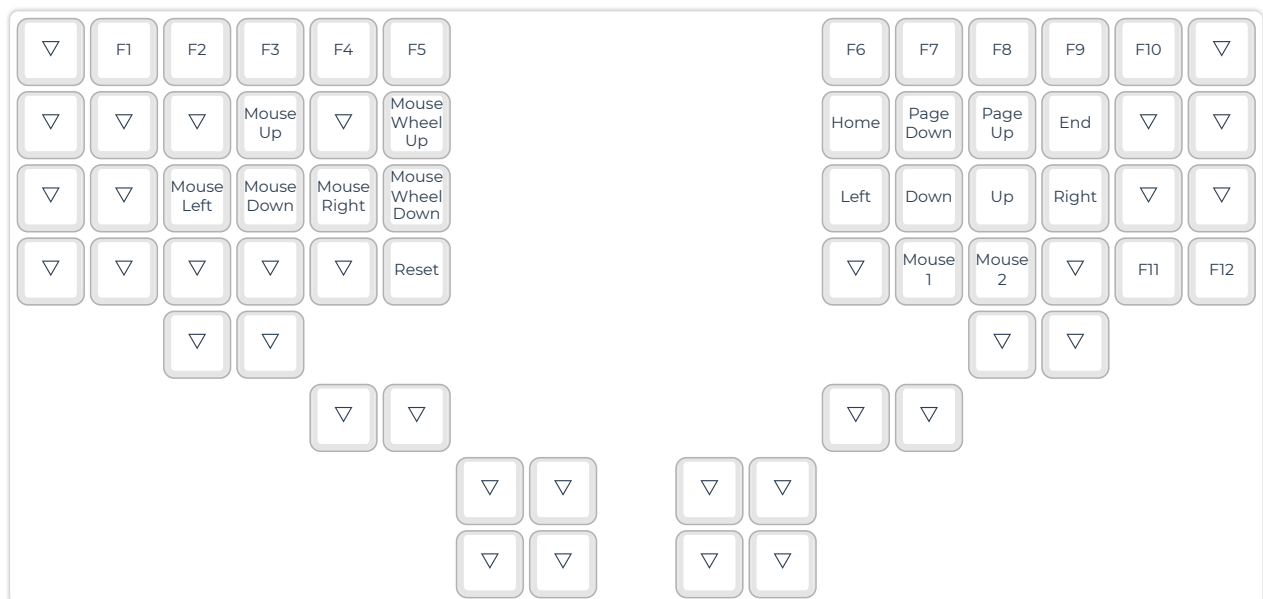 ▽ F1 F2 F3 F4 F5 F6 F7 F8 F9 F10 ▽
▽ ▽ ▽ Mouse Up ▽ Mouse Wheel Up Home Page Down Page Up End ▽ ▽
▽ ▽ Mouse Left Mouse Down Mouse Right Mouse Wheel Down Left Down Up Right ▽ ▽
▽ ▽ ▽ ▽ ▽ Reset ▽ Mouse 1 Mouse 2 ▽ F11 F12
▽ ▽ ▽ ▽
▽ ▽ ▽ ▽
▽ ▽ ▽ ▽
▽ ▽ ▽ ▽